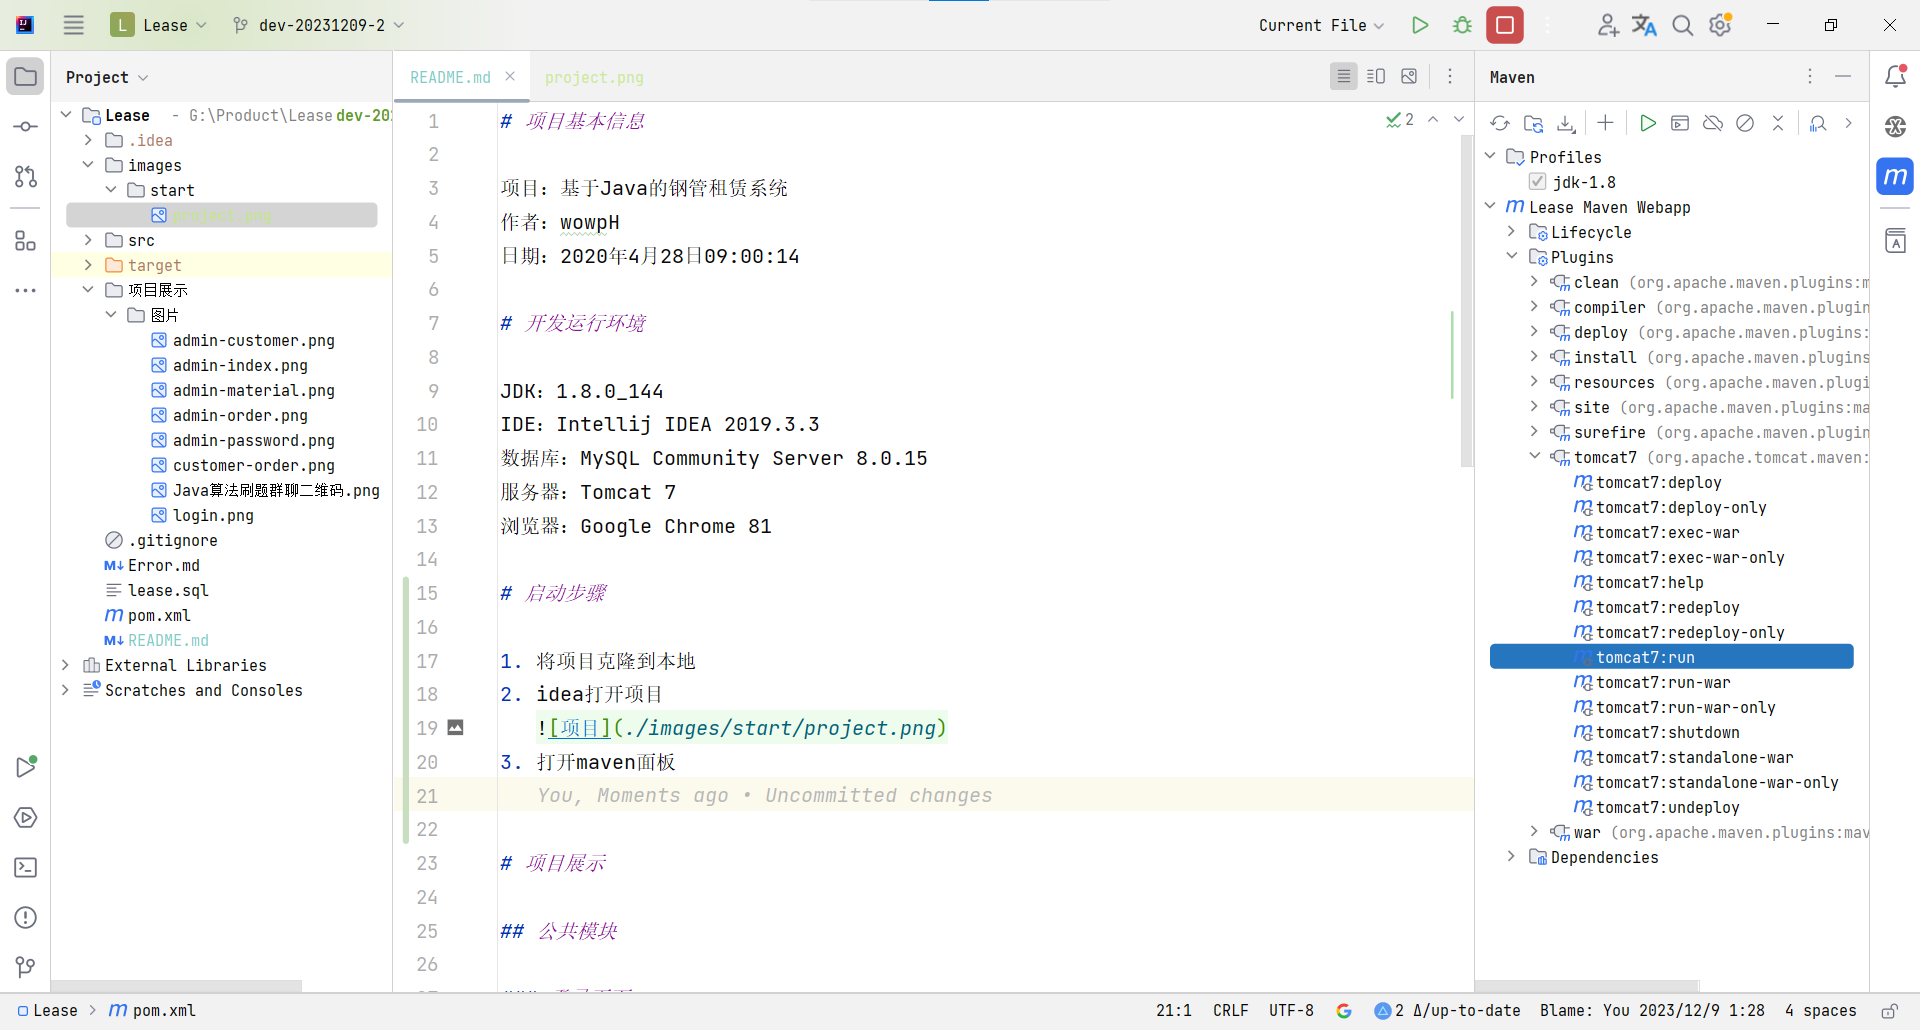 L Lease dev-20231209-2 Current File
Project
README.md project.png
Maven
Lease - G:\Product\Lease dev-20
.idea
images
start
project.png
src
target
项目展示
图片
admin-customer.png
admin-index.png
admin-material.png
admin-order.png
admin-password.png
customer-order.png
Java算法刷题群聊二维码.png
login.png
.gitignore
Error.md
lease.sql
pom.xml
README.md
External Libraries
Scratches and Consoles
2
1 # 项目基本信息
2
3 项目：基于Java的钢管租赁系统
4 作者：wowpH
5 日期：2020年4月28日09:00:14
6
7 # 开发运行环境
8
9 JDK：1.8.0_144
10 IDE：Intellij IDEA 2019.3.3
11 数据库：MySQL Community Server 8.0.15
12 服务器：Tomcat 7
13 浏览器：Google Chrome 81
14
15 # 启动步骤
16
17 1. 将项目克隆到本地
18 2. idea打开项目
19 ![项目](./images/start/project.png)
20 3. 打开maven面板
21 You, Moments ago • Uncommitted changes
22
23 # 项目展示
24
25 ## 公共模块
26
Profiles
jdk-1.8
Lease Maven Webapp
Lifecycle
Plugins
clean (org.apache.maven.plugins:m
compiler (org.apache.maven.plugin
deploy (org.apache.maven.plugins:
install (org.apache.maven.plugins
resources (org.apache.maven.plugi
site (org.apache.maven.plugins:ma
surefire (org.apache.maven.plugin
tomcat7 (org.apache.tomcat.maven:
tomcat7:deploy
tomcat7:deploy-only
tomcat7:exec-war
tomcat7:exec-war-only
tomcat7:help
tomcat7:redeploy
tomcat7:redeploy-only
tomcat7:run
tomcat7:run-war
tomcat7:run-war-only
tomcat7:shutdown
tomcat7:standalone-war
tomcat7:standalone-war-only
tomcat7:undeploy
war (org.apache.maven.plugins:mav
Dependencies
Lease pom.xml 21:1 CRLF UTF-8 2 Δ/up-to-date Blame: You 2023/12/9 1:28 4 spaces